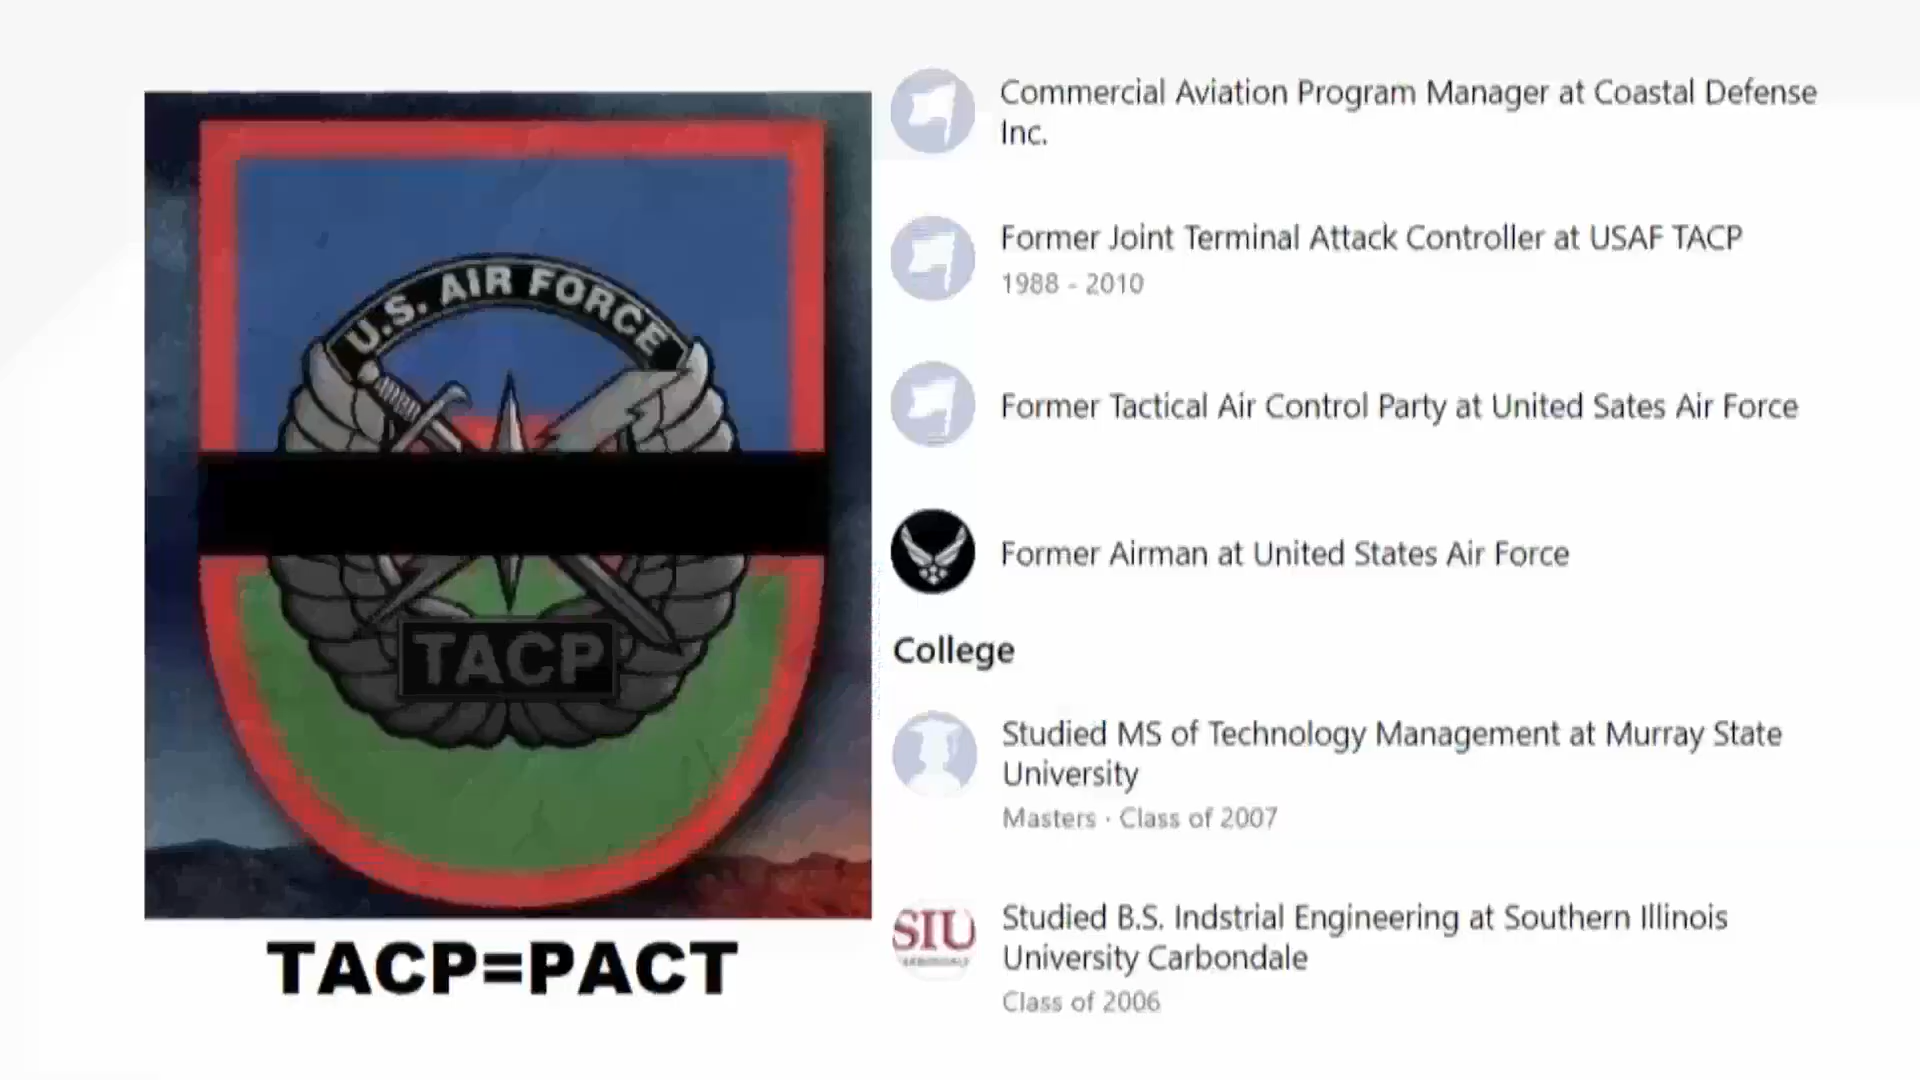 U.S. AIR FORCE
TACP
TACP=PACT
Commercial Aviation Program Manager at Coastal Defense
Inc.
Former Joint Terminal Attack Controller at USAF TACP
1988 - 2010
Former Tactical Air Control Party at United Sates Air Force
Former Airman at United States Air Force
College
Studied MS of Technology Management at Murray State
University
Masters · Class of 2007
SIU
Studied B.S. Indstrial Engineering at Southern Illinois
University Carbondale
Class of 2006